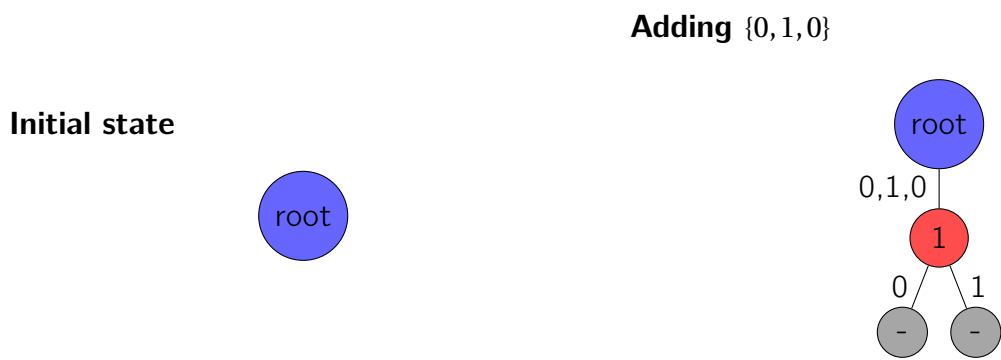 Initial state
root
Adding {0, 1, 0}
root
0,1,0
1
0 1
- -